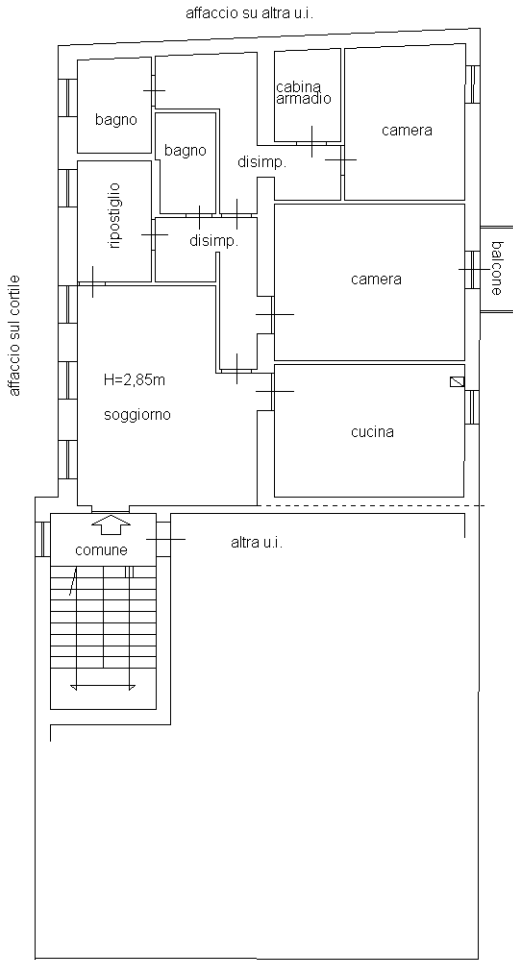 affaccio su altra u.i.
cabina
armadio
bagno
camera
bagno
disimp.
ripostiglio
disimp.
balcone
camera
affaccio sul cortile
H=2,85m
soggiorno
cucina
altra u.i.
comune